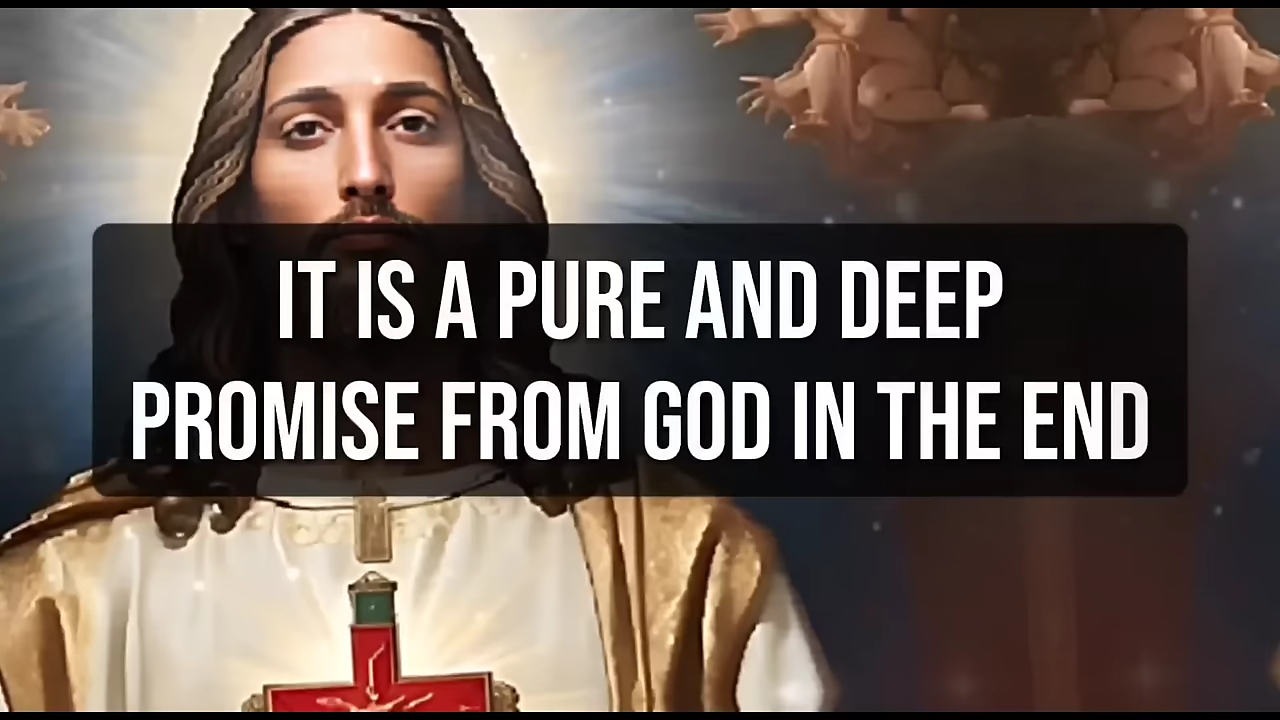 IT IS A PURE AND DEEP
PROMISE FROM GOD IN THE END